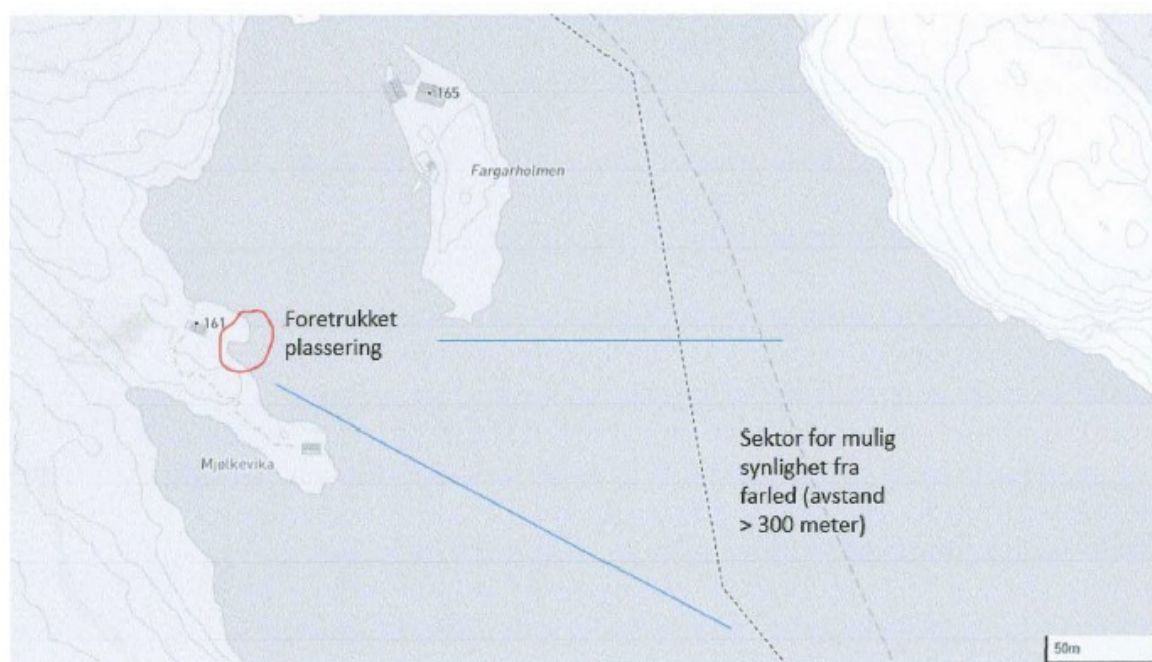 165
Fargarholmen
161
Foretrukket
plassering
Sektor for mulig
synlighet fra
farled (avstand
> 300 meter)
Mjølkevika
50m